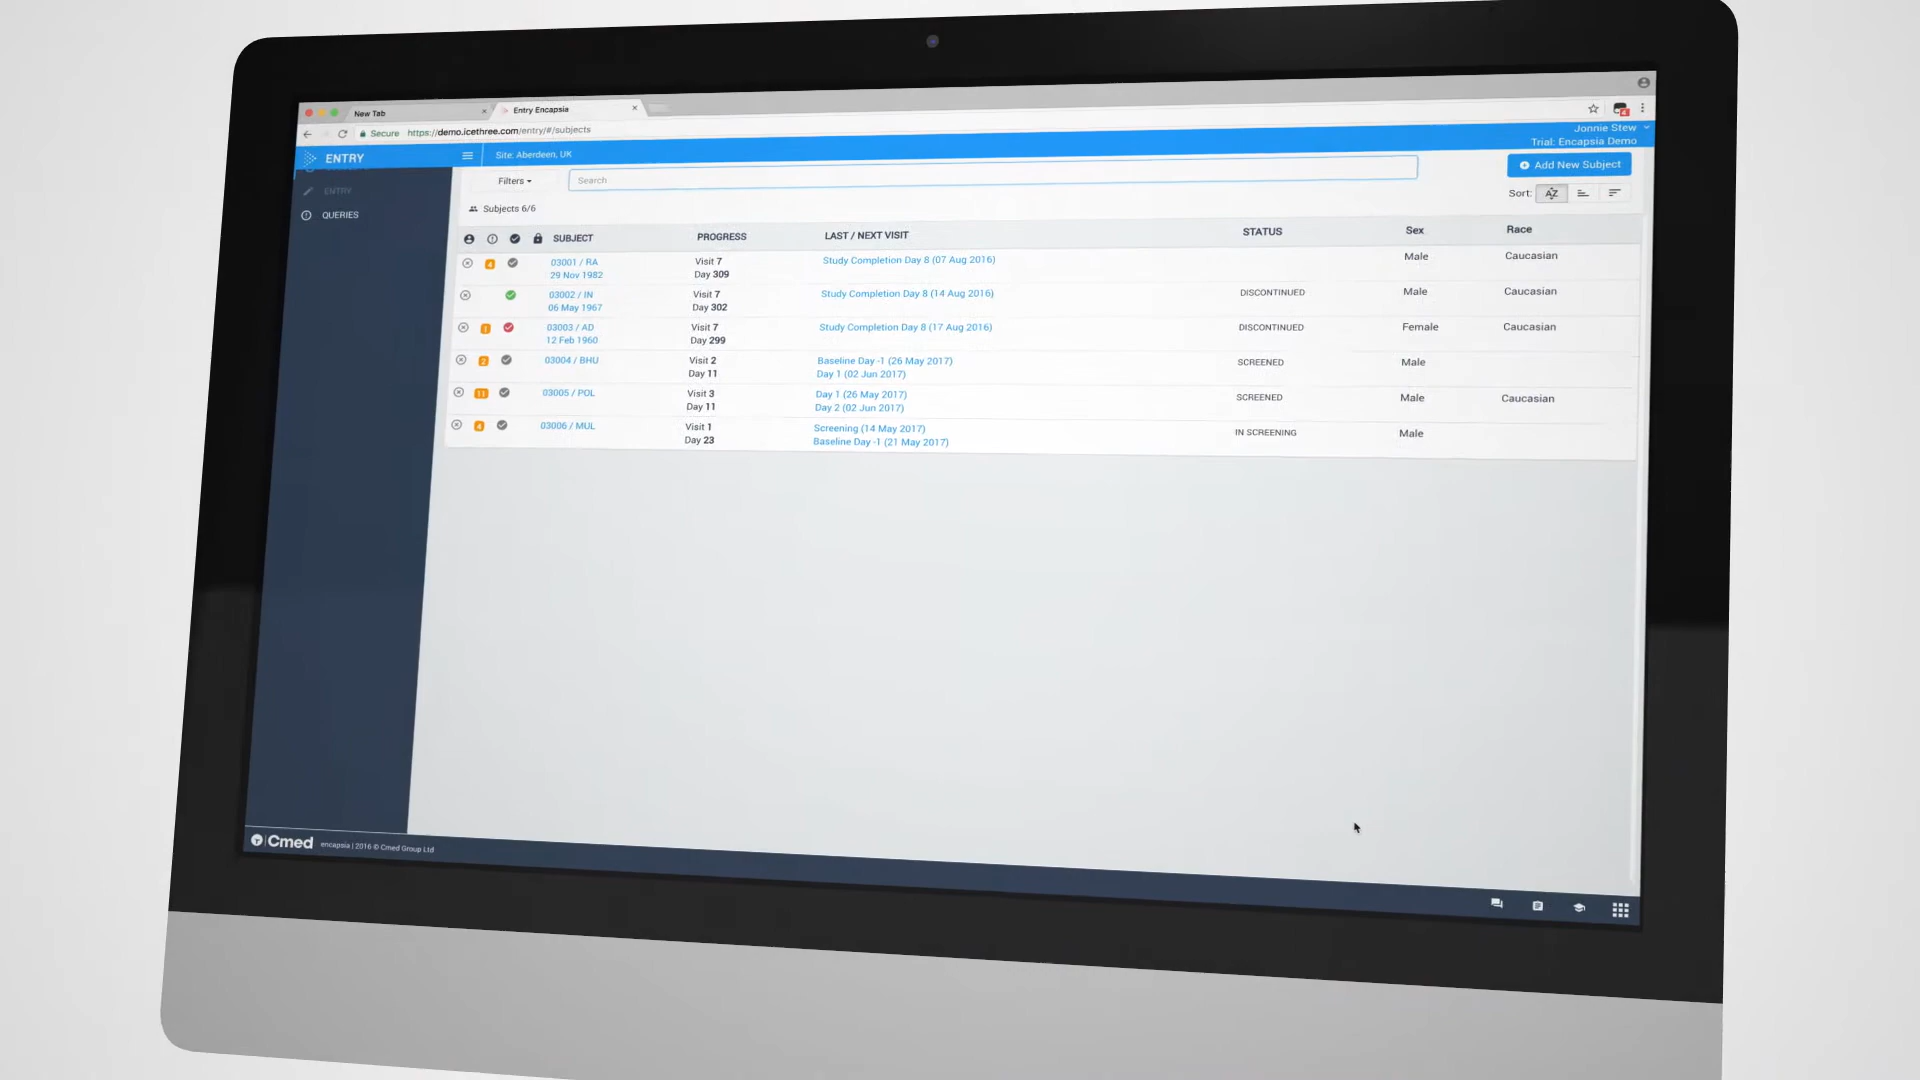 New Tab
Entry Encapsia
Secure https://demo.icethree.com/entry/#/subjects
Jonnie Stew
ENTRY
Site: Aberdeen, UK
Trial: Encapsia Demo
Filters
Search
Add New Subject
ENTRY
Sort: AZ
QUERIES
Subjects 6/6
SUBJECT PROGRESS LAST / NEXT VISIT STATUS Sex Race
4 03001 / RA Visit 7 Study Completion Day 8 (07 Aug 2016) Male Caucasian
29 Nov 1982 Day 309
03002 / IN Visit 7 Study Completion Day 8 (14 Aug 2016) DISCONTINUED Male Caucasian
06 May 1967 Day 302
1 03003 / AD Visit 7 Study Completion Day 8 (17 Aug 2016) DISCONTINUED Female Caucasian
12 Feb 1960 Day 299
2 03004 / BHU Visit 2 Baseline Day -1 (26 May 2017) SCREENED Male
Day 11 Day 1 (02 Jun 2017)
11 03005 / POL Visit 3 Day 1 (26 May 2017) SCREENED Male Caucasian
Day 11 Day 2 (02 Jun 2017)
4 03006 / MUL Visit 1 Screening (14 May 2017) IN SCREENING Male
Day 23 Baseline Day -1 (21 May 2017)
Cmed encapsia | 2016 © Cmed Group Ltd